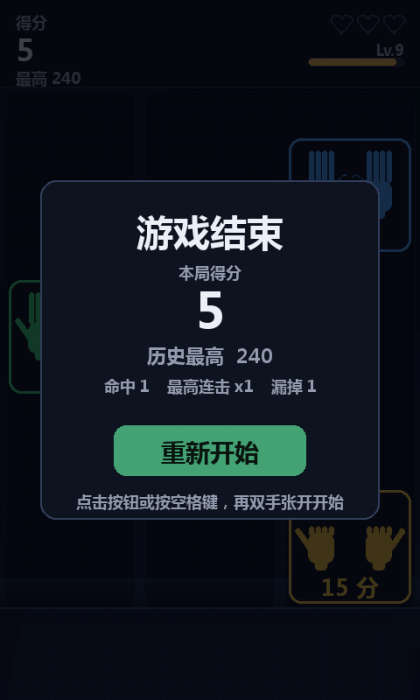 得分
5
最高 240
Lv.9
游戏结束
本局得分
5
历史最高 240
命中 1 最高连击 x1 漏掉 1
重新开始
点击按钮或按空格键，再双手张开开始
15 分